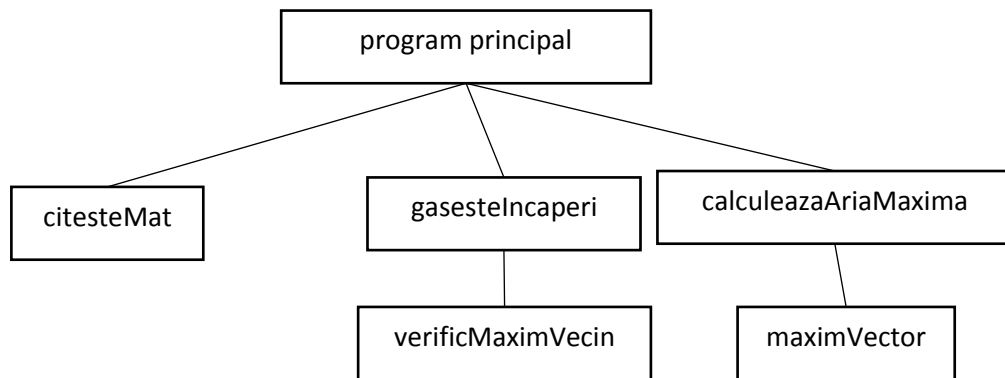 program principal
citesteMat
gasesteIncaperi
calculeazaAriaMaxima
verificMaximVecin
maximVector